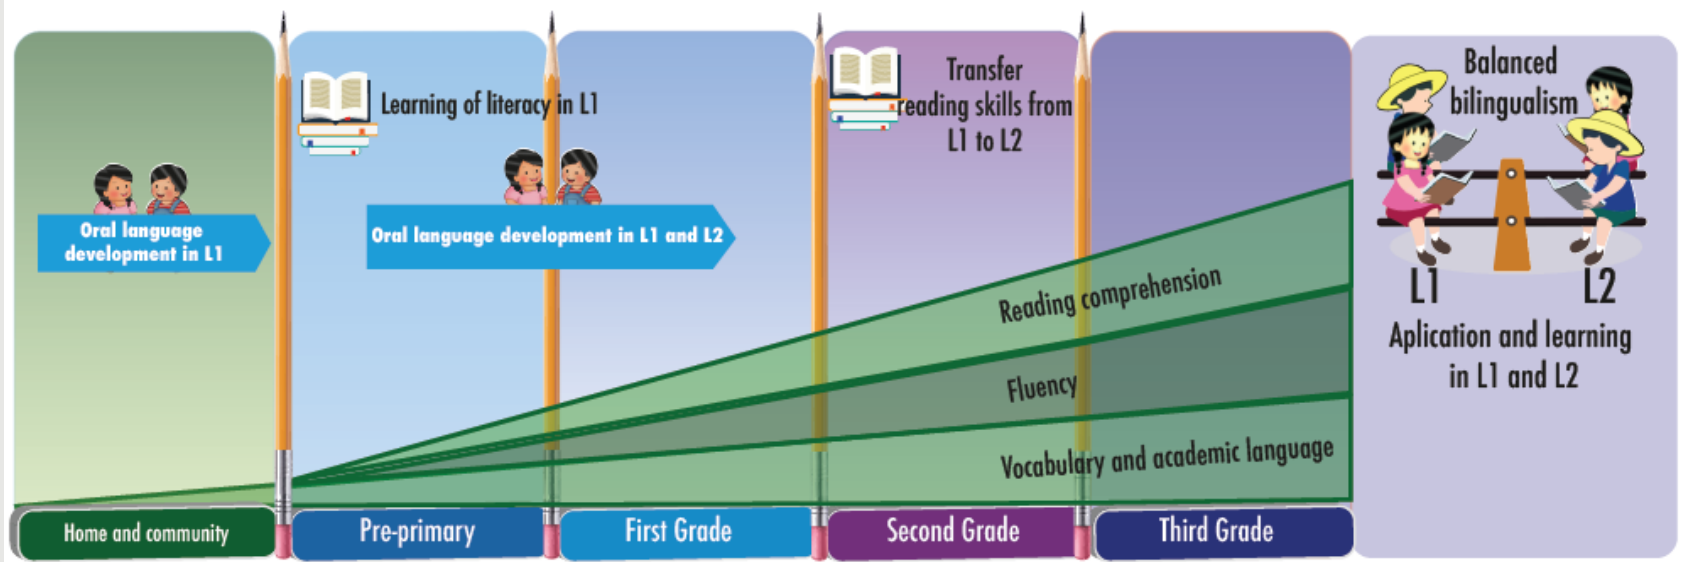 Oral language
development in L1
Home and community
Learning of literacy in L1
Oral language development in L1 and L2
Pre-primary
First Grade
Transfer
reading skills from
L1 to L2
Second Grade
Third Grade
Reading comprehension
Fluency
Vocabulary and academic language
Balanced
bilingualism
L1
L2
Aplication and learning
in L1 and L2